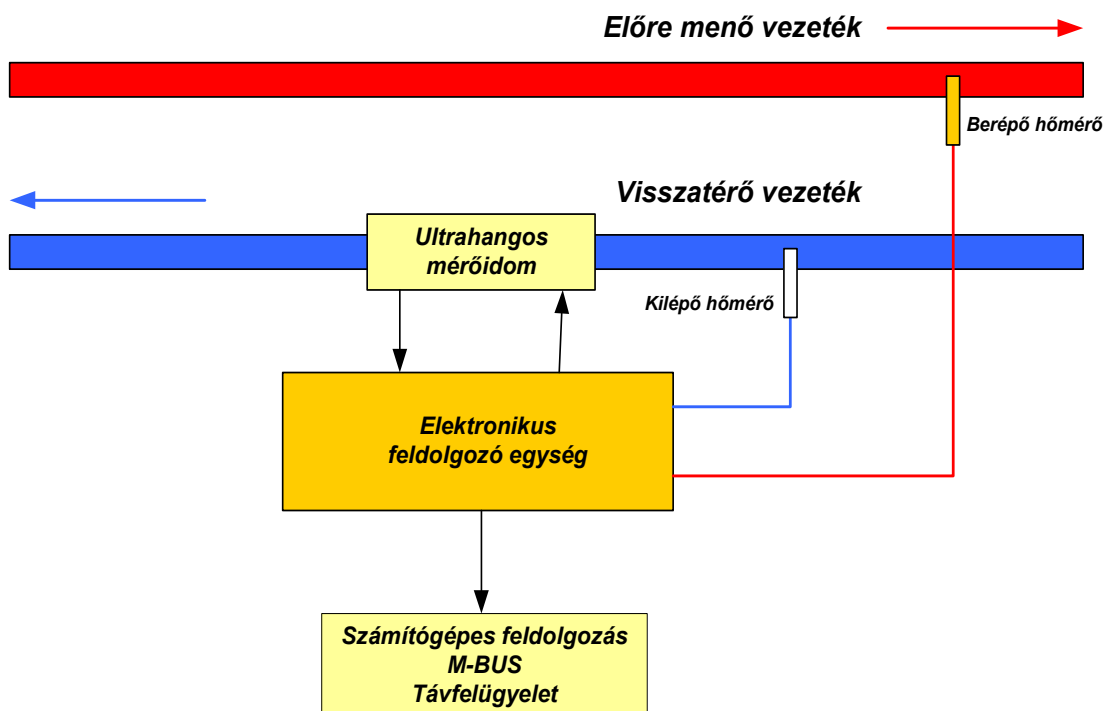 Előre menő vezeték
Berépő hőmérő
Visszatérő vezeték
Ultrahangos
mérőidom
Kilépő hőmérő
Elektronikus
feldolgozó egység
Számítógépes feldolgozás
M-BUS
Távfelügyelet